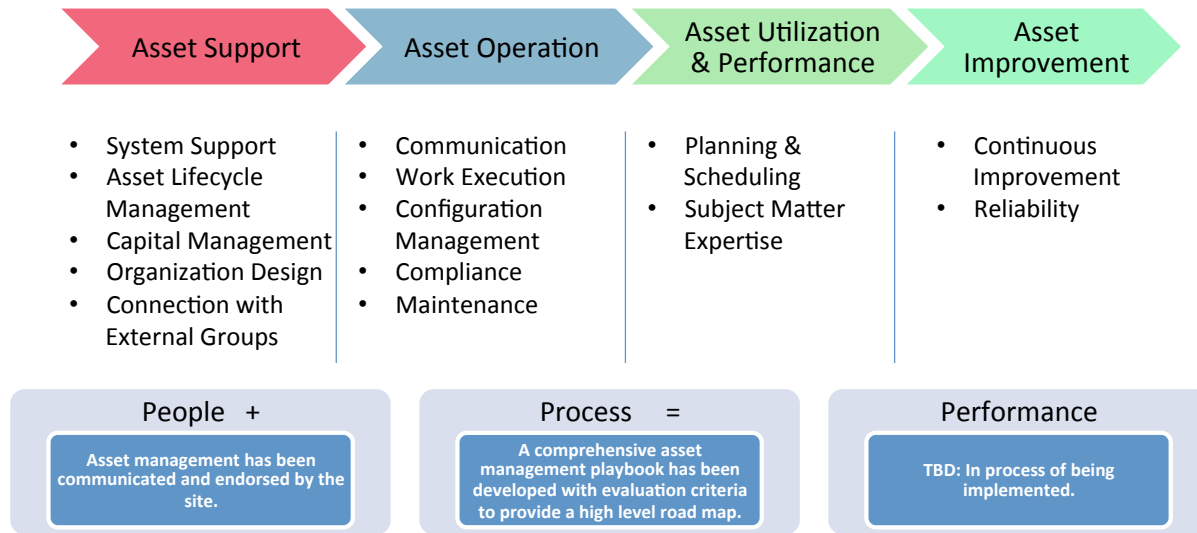 Asset Support
Asset Operation
Asset Utilization
& Performance
Asset
Improvement
• System Support
• Asset Lifecycle
Management
• Capital Management
• Organization Design
• Connection with
External Groups
• Communication
• Work Execution
• Configuration
Management
• Compliance
• Maintenance
• Planning &
Scheduling
• Subject Matter
Expertise
• Continuous
Improvement
• Reliability
People +
Asset management has been
communicated and endorsed by the
site.
Process =
A comprehensive asset
management playbook has been
developed with evaluation criteria
to provide a high level road map.
Performance
TBD: In process of being
implemented.